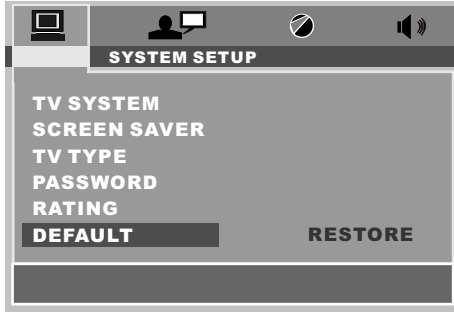 SYSTEM SETUP
TV SYSTEM
SCREEN SAVER
TV TYPE
PASSWORD
RATING
DEFAULT RESTORE